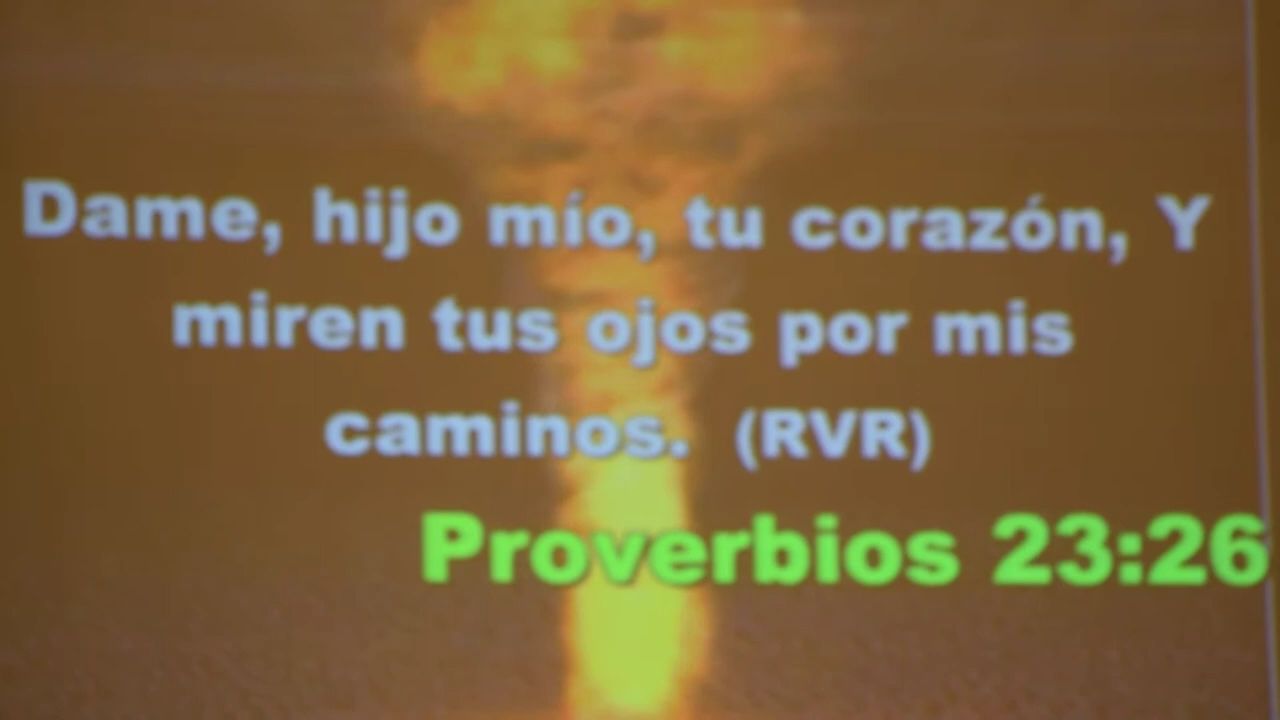 Dame, hijo mío, tu corazón, Y
miren tus ojos por mis
caminos. (RVR)
Proverbios 23:26